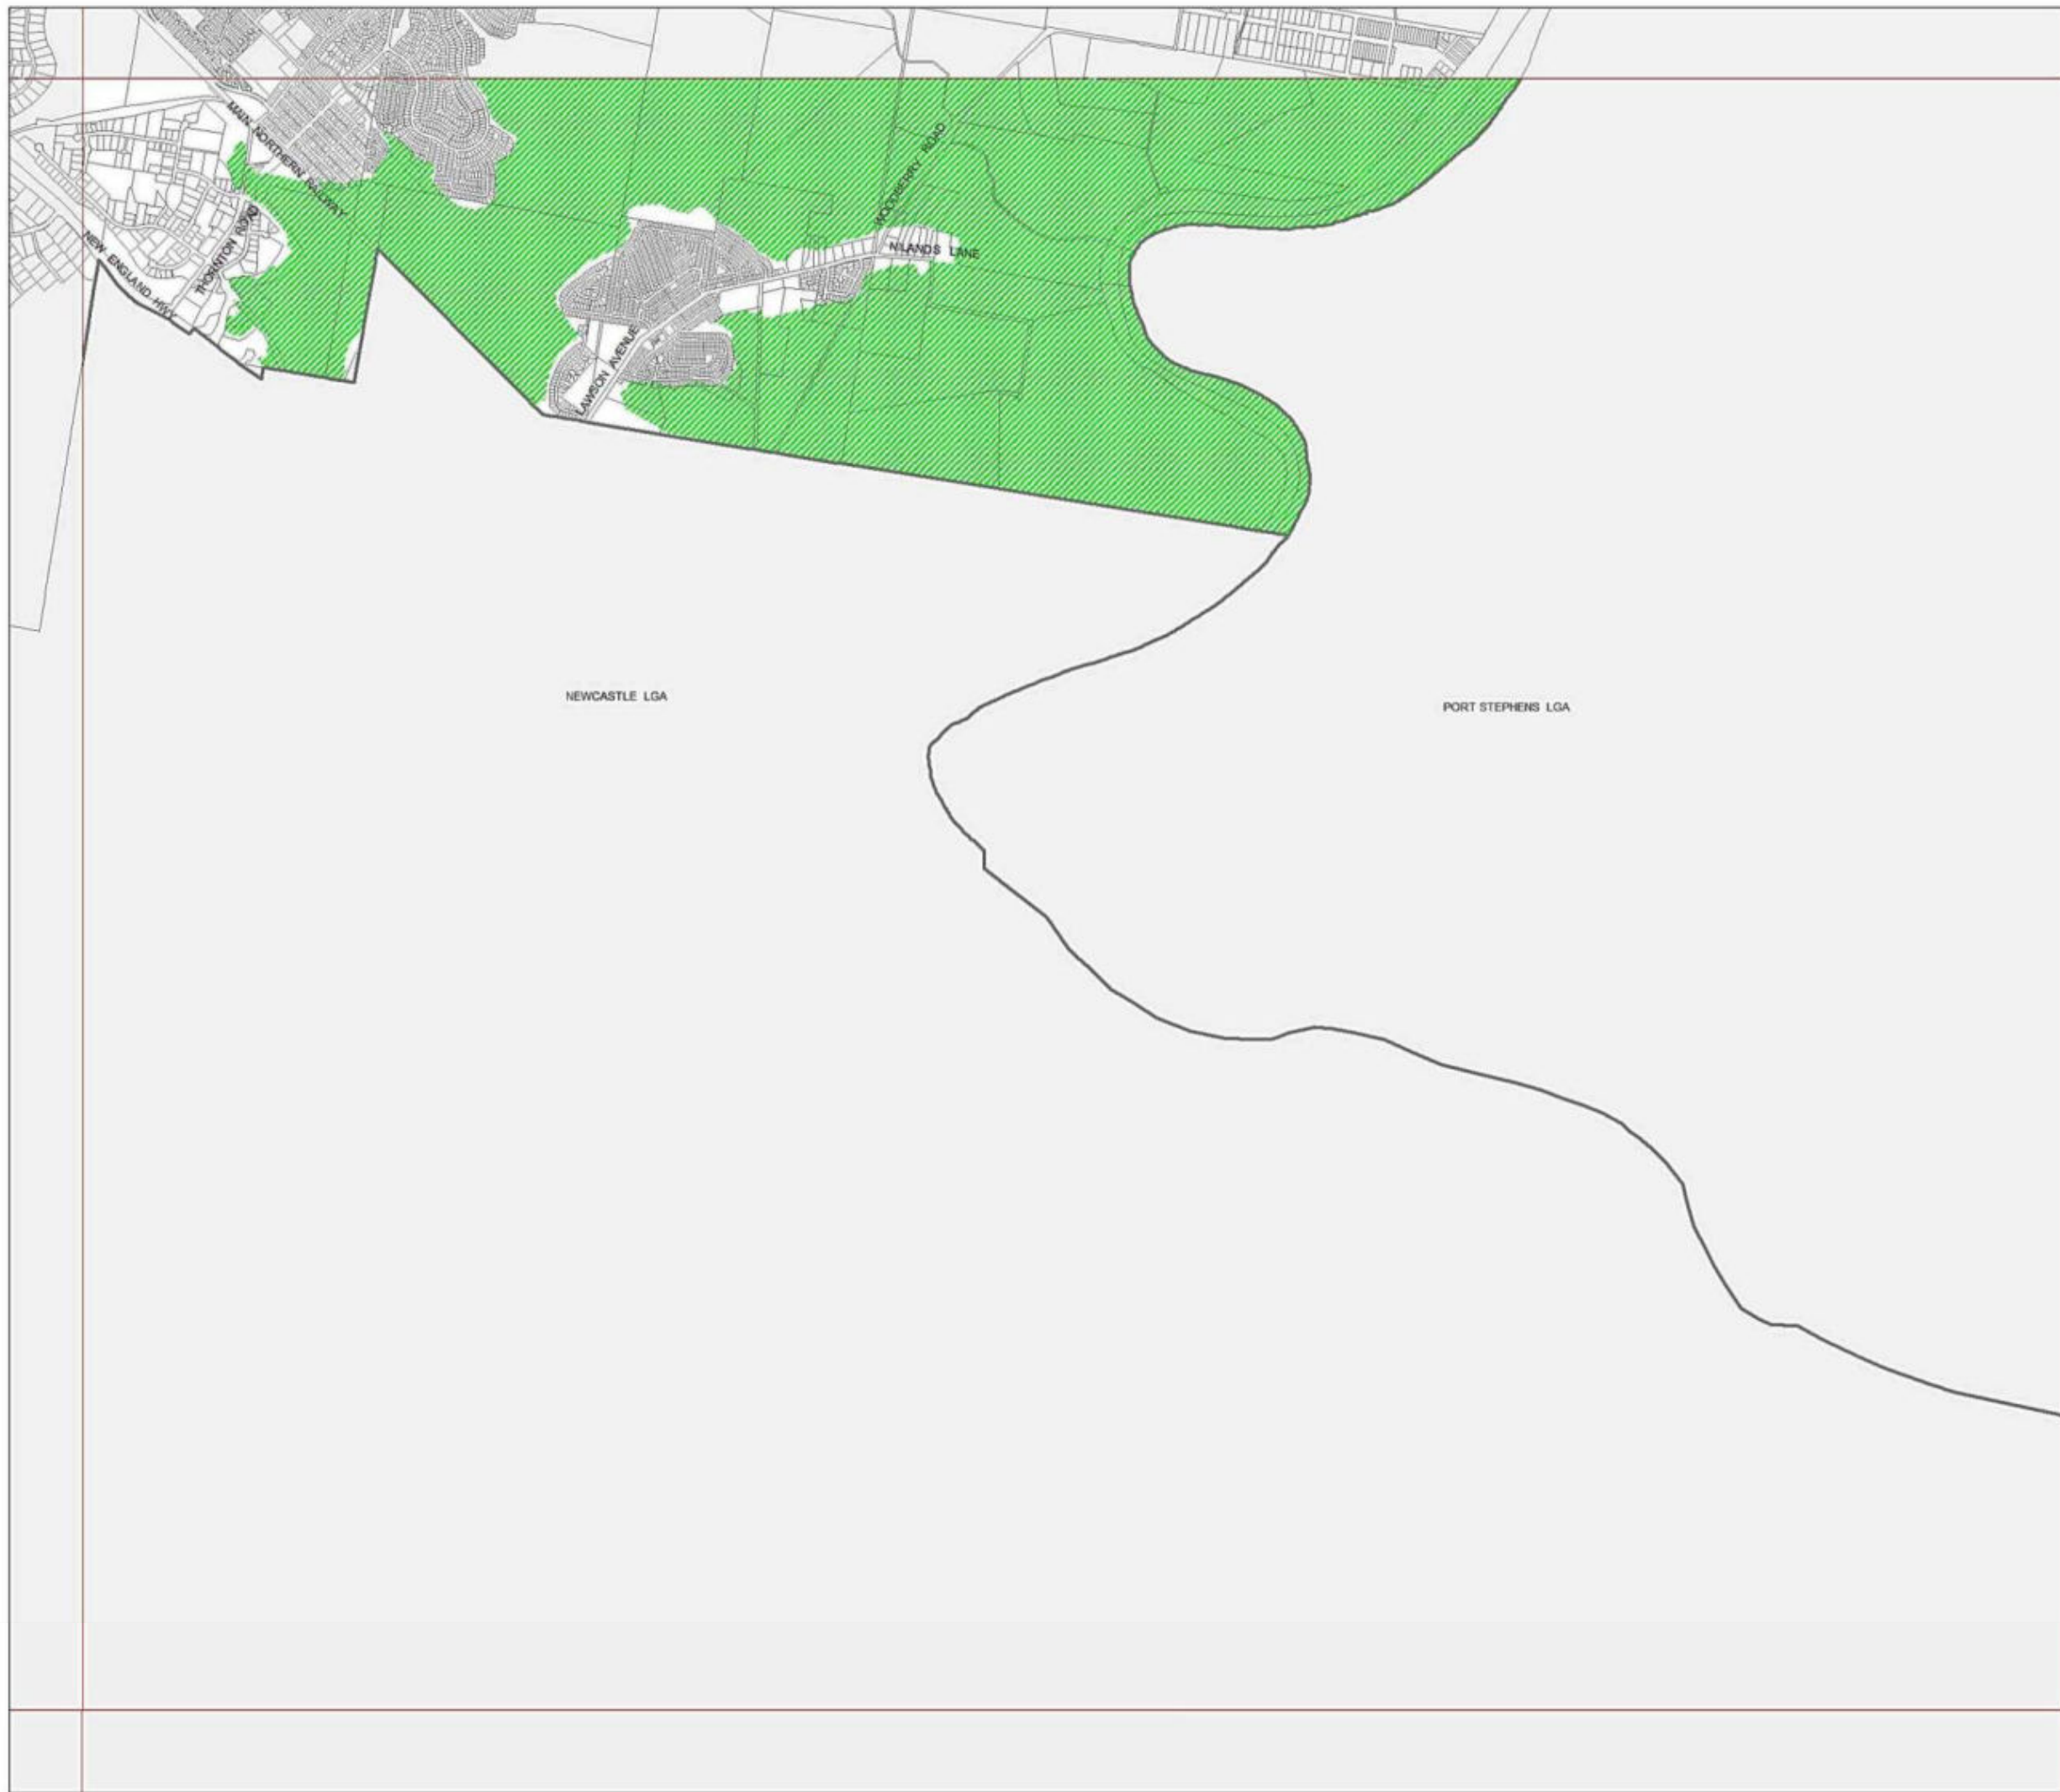 MAIN NORTHERN RAILWAY
WOODBERRY ROAD
THORNTON ROAD
NEW ENGLAND HWY
NILANDS LANE
LAWSON AVENUE
NEWCASTLE LGA
PORT STEPHENS LGA